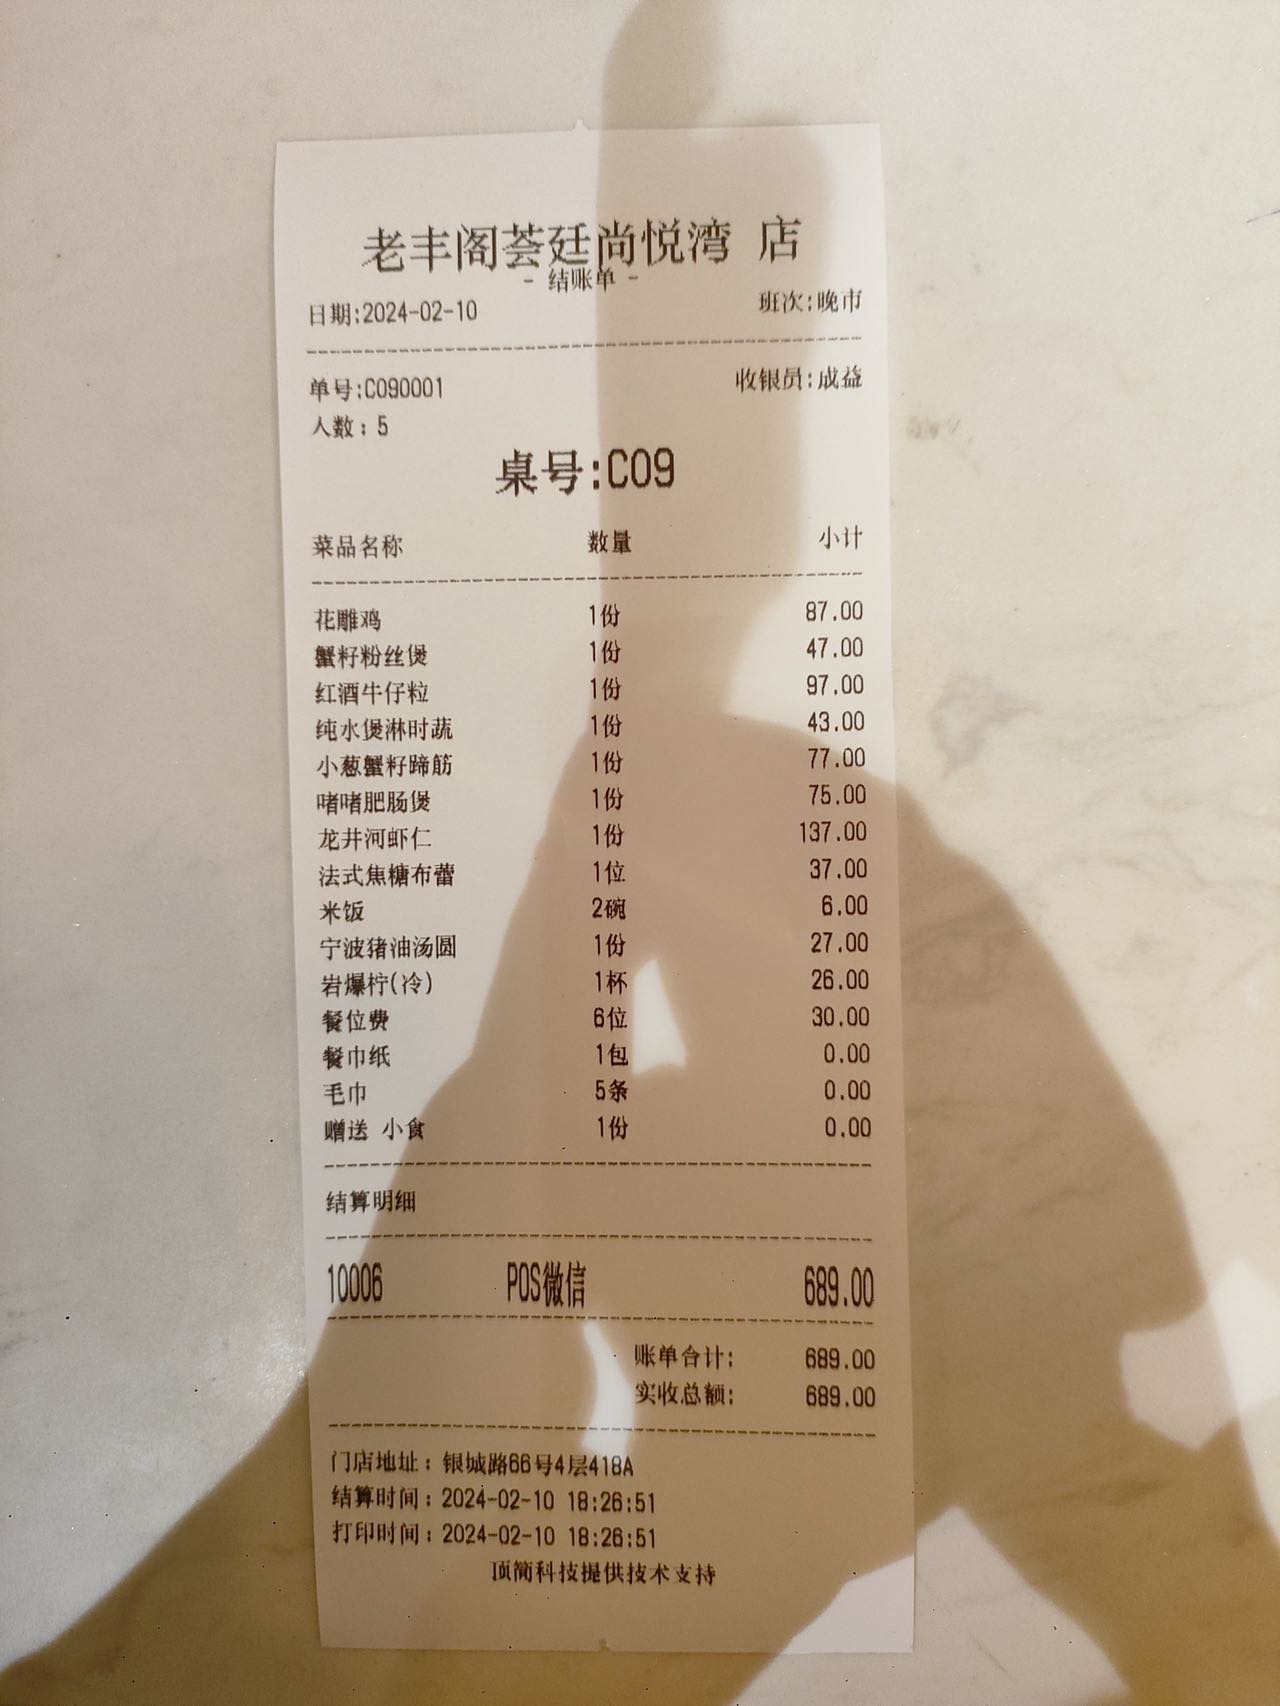 老丰阁荟廷尚悦湾 店
- 结账单 -
日期:2024-02-10 班次:晚市
单号:C090001 收银员:成益
人数: 5
桌号:C09
菜品名称 数量 小计
花雕鸡 1份 87.00
蟹籽粉丝煲 1份 47.00
红酒牛仔粒 1份 97.00
纯水煲淋时蔬 1份 43.00
小葱蟹籽蹄筋 1份 77.00
啫啫肥肠煲 1份 75.00
龙井河虾仁 1份 137.00
法式焦糖布蕾 1位 37.00
米饭 2碗 6.00
宁波猪油汤圆 1份 27.00
岩爆柠(冷) 1杯 26.00
餐位费 6位 30.00
餐巾纸 1包 0.00
毛巾 5条 0.00
赠送 小食 1份 0.00
结算明细
10006 POS微信 689.00
账单合计: 689.00
实收总额: 689.00
门店地址: 银城路66号4层418A
结算时间: 2024-02-10 18:26:51
打印时间: 2024-02-10 18:26:51
顶简科技提供技术支持